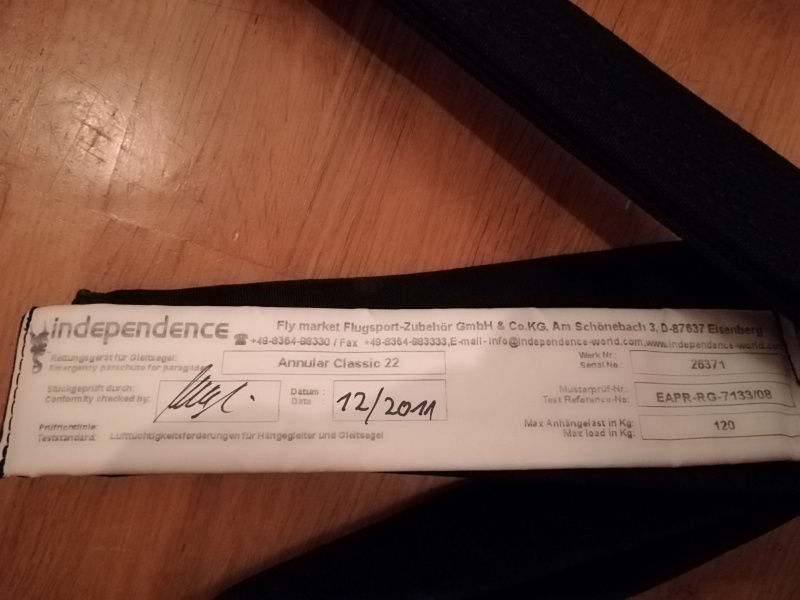 independence
Fly market Flugsport-Zubehör GmbH & Co.KG, Am Schönebach 3, D-87637 Eisenberg
☎ +49-8364-98330 / Fax +49-8364-983333, E-mail- info@independence-world.com, www.independence-world.com
Rettungsgerät für Gleitsegel:
Emergency parachute for paraglider
Annular Classic 22
Werk Nr.:
Serial No.:
26371
Stückgeprüft durch:
Conformity checked by:
Datum :
Date :
12/2011
Musterprüf-Nr.:
Test Reference-No.:
EAPR-RG-7133/08
Prüfrichtlinie:
Teststandard:
Lufttüchtigkeitsforderungen für Hängegleiter und Gleitsegel
Max Anhängelast in Kg:
Max load in Kg:
120